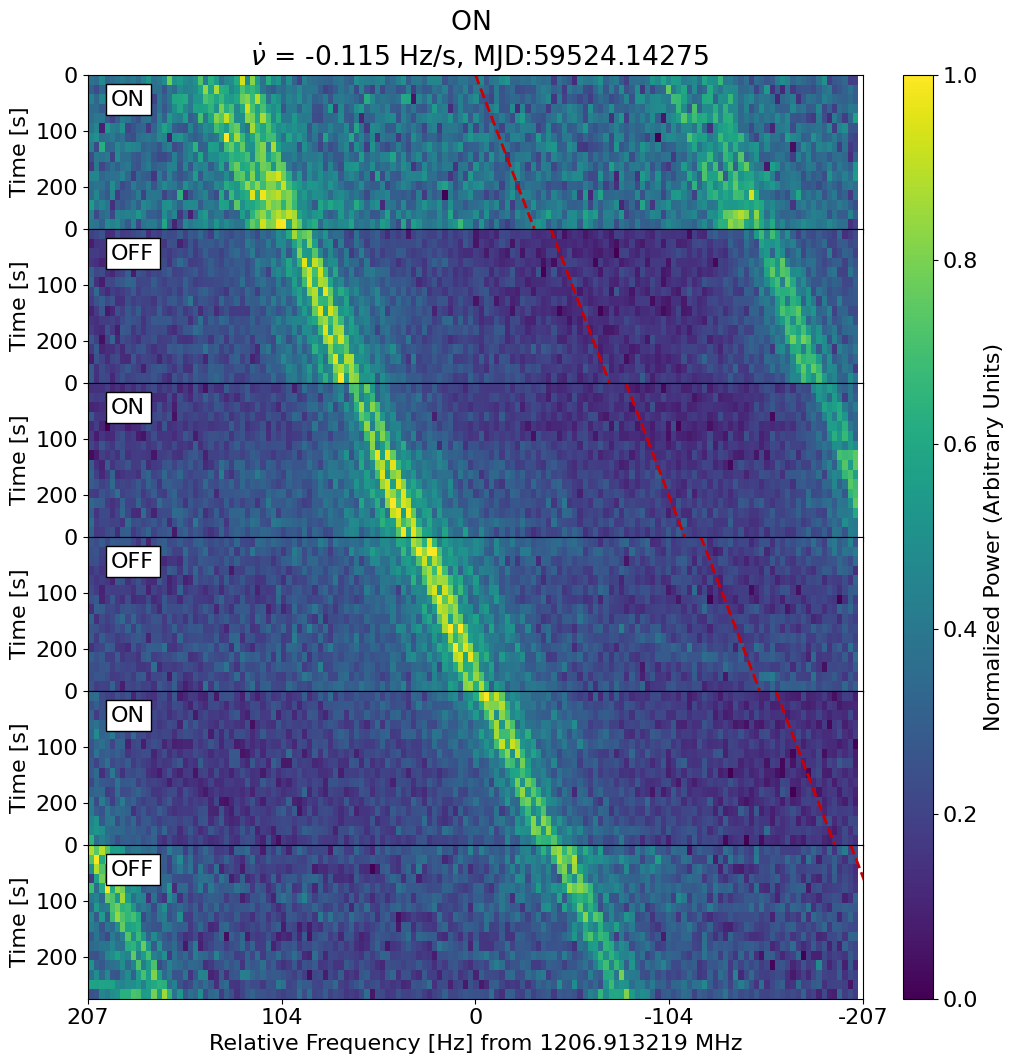 ON
ν̇ = -0.115 Hz/s, MJD:59524.14275
0
100
200
Time [s]
ON
0
100
200
Time [s]
OFF
0
100
200
Time [s]
ON
0
100
200
Time [s]
OFF
0
100
200
Time [s]
ON
0
100
200
Time [s]
OFF
207 104 0 -104 -207
Relative Frequency [Hz] from 1206.913219 MHz
1.0
0.8
0.6
0.4
0.2
0.0
Normalized Power (Arbitrary Units)